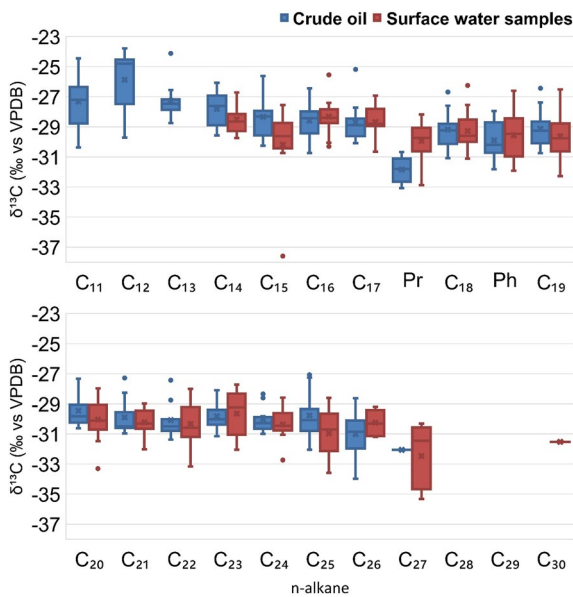 Crude oil Surface water samples
-23
-25
-27
-29
-31
-33
-35
-37
δ¹³C (‰ vs VPDB)
C₁₁ C₁₂ C₁₃ C₁₄ C₁₅ C₁₆ C₁₇ Pr C₁₈ Ph C₁₉
-23
-25
-27
-29
-31
-33
-35
-37
δ¹³C (‰ vs VPDB)
C₂₀ C₂₁ C₂₂ C₂₃ C₂₄ C₂₅ C₂₆ C₂₇ C₂₈ C₂₉ C₃₀
n-alkane